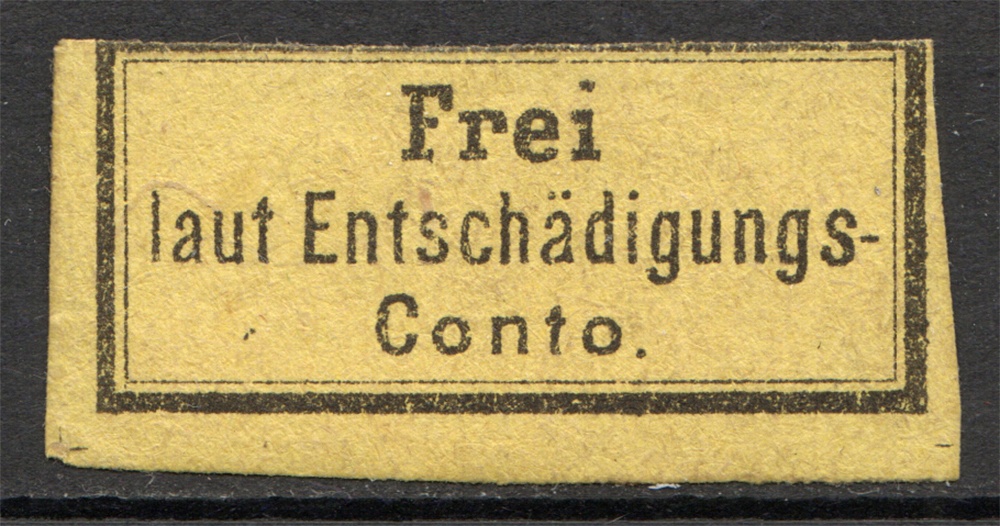 Frei
laut Entschädigungs-
Conto.